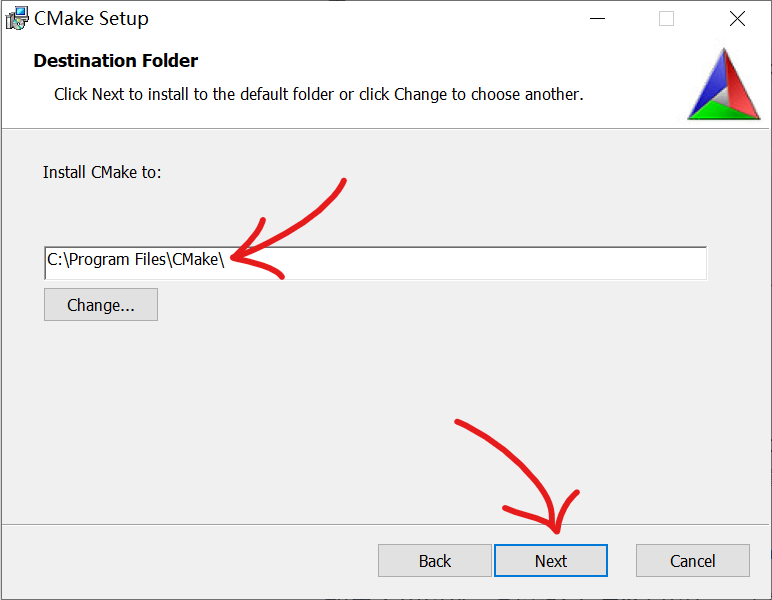 CMake Setup
Destination Folder
Click Next to install to the default folder or click Change to choose another.
Install CMake to:
C:\Program Files\CMake\
Change...
Back
Next
Cancel